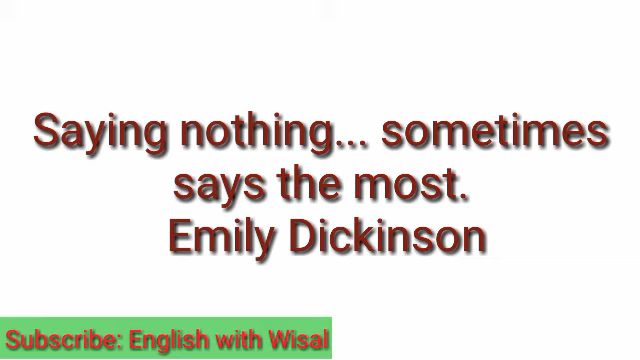 Saying nothing... sometimes
says the most.
Emily Dickinson
Subscribe: English with Wisal